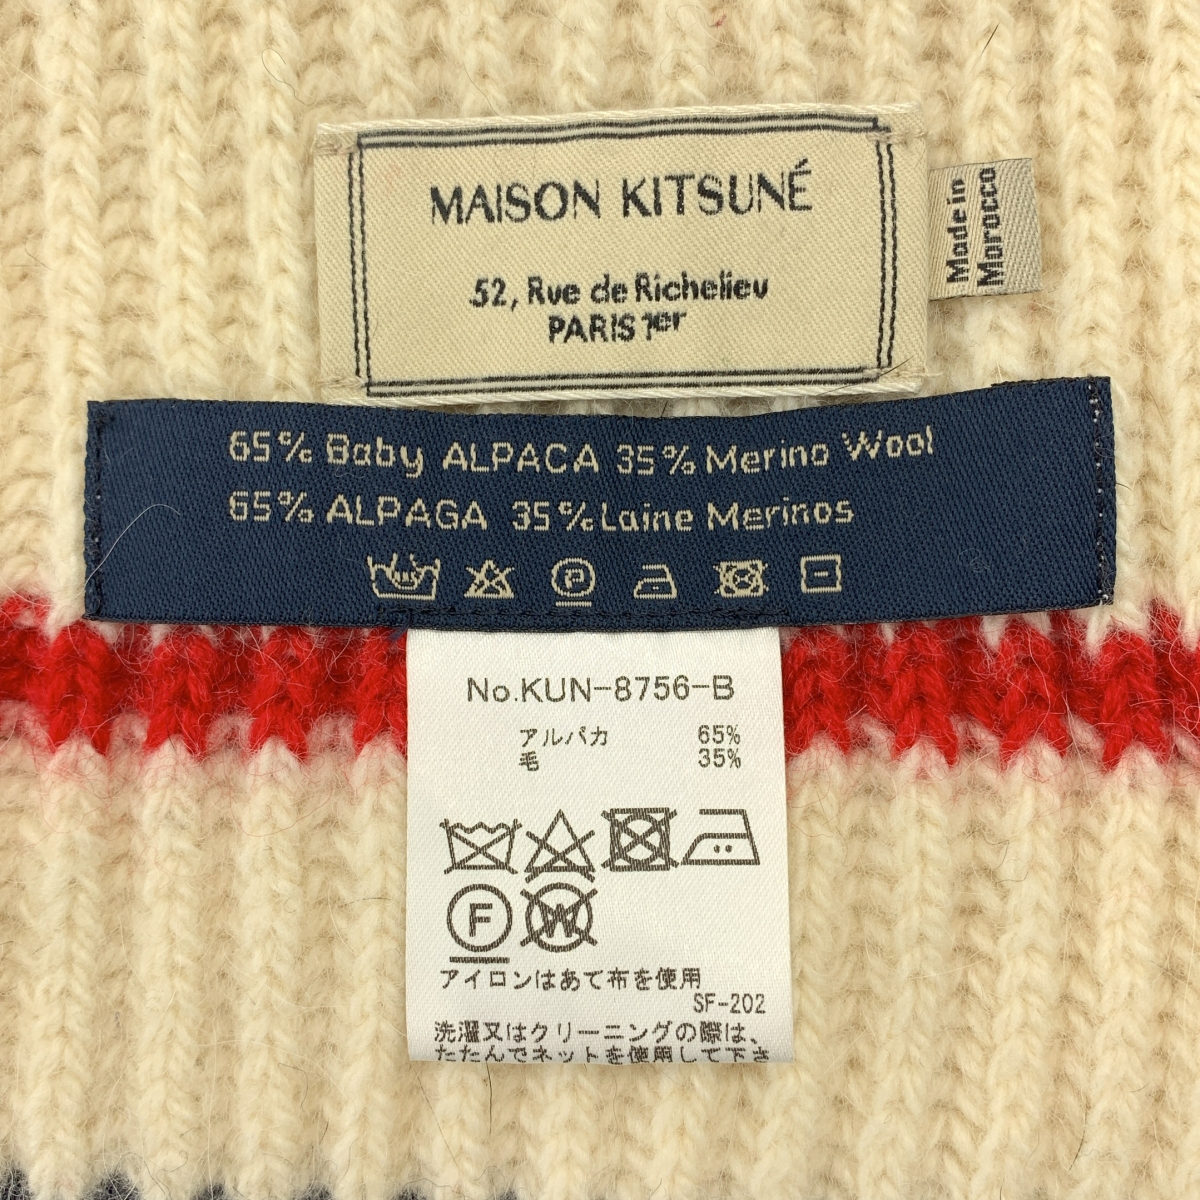 MAISON KITSUNÉ
52, Rue de Richelieu
PARIS 1er
Made in
Morocco
65% Baby ALPACA 35% Merino Wool
65% ALPAGA 35% Laine Merinos
P
No.KUN-8756-B
アルパカ 65%
毛 35%
F W
アイロンはあて布を使用
SF-202
洗濯又はクリーニングの際は、
たたんでネットを使用して下さ